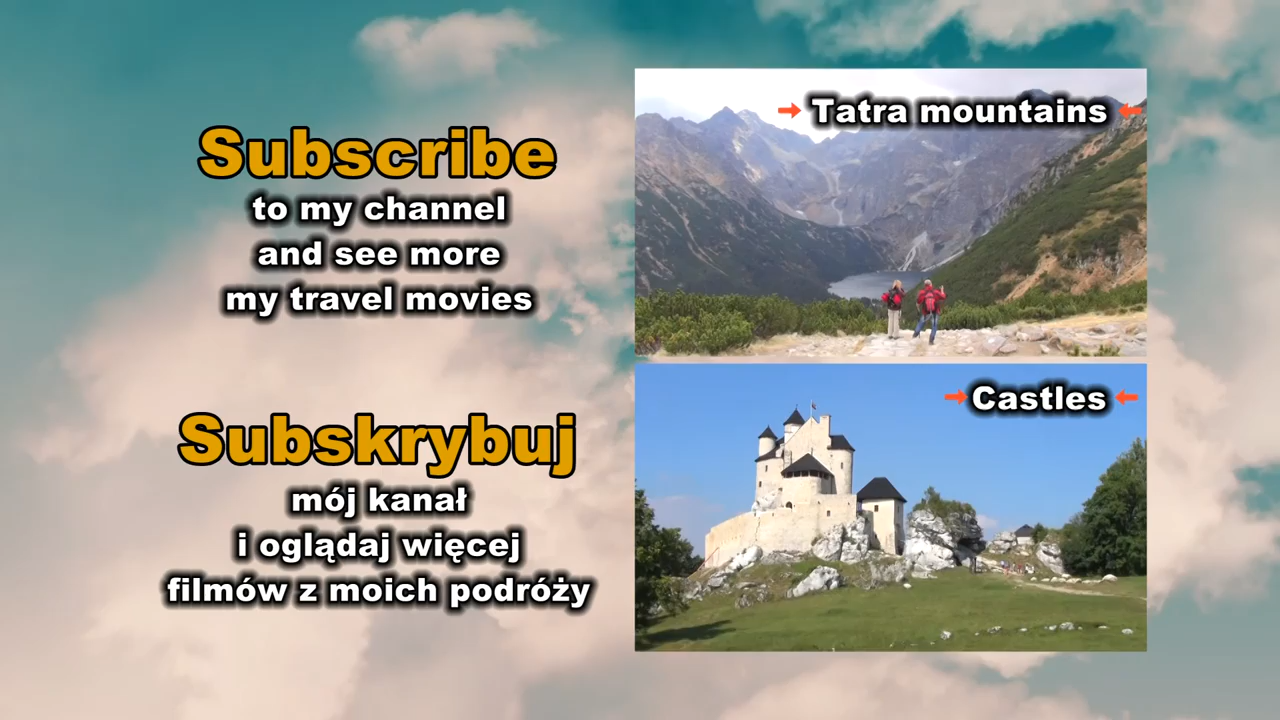 Subscribe
to my channel
and see more
my travel movies
Subskrybuj
mój kanał
i oglądaj więcej
filmów z moich podróży
Tatra mountains
Castles